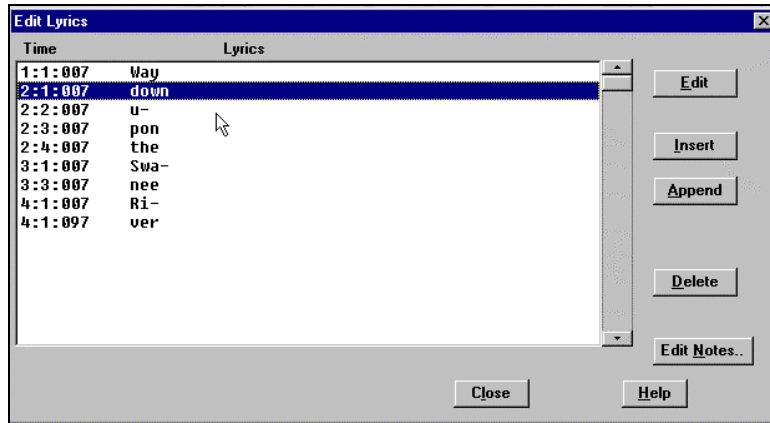 Edit Lyrics
Time Lyrics
1:1:007 Way
2:1:007 down
2:2:007 u-
2:3:007 pon
2:4:007 the
3:1:007 Swa-
3:3:007 nee
4:1:007 Ri-
4:1:097 ver
Edit
Insert
Append
Delete
Edit Notes..
Close Help